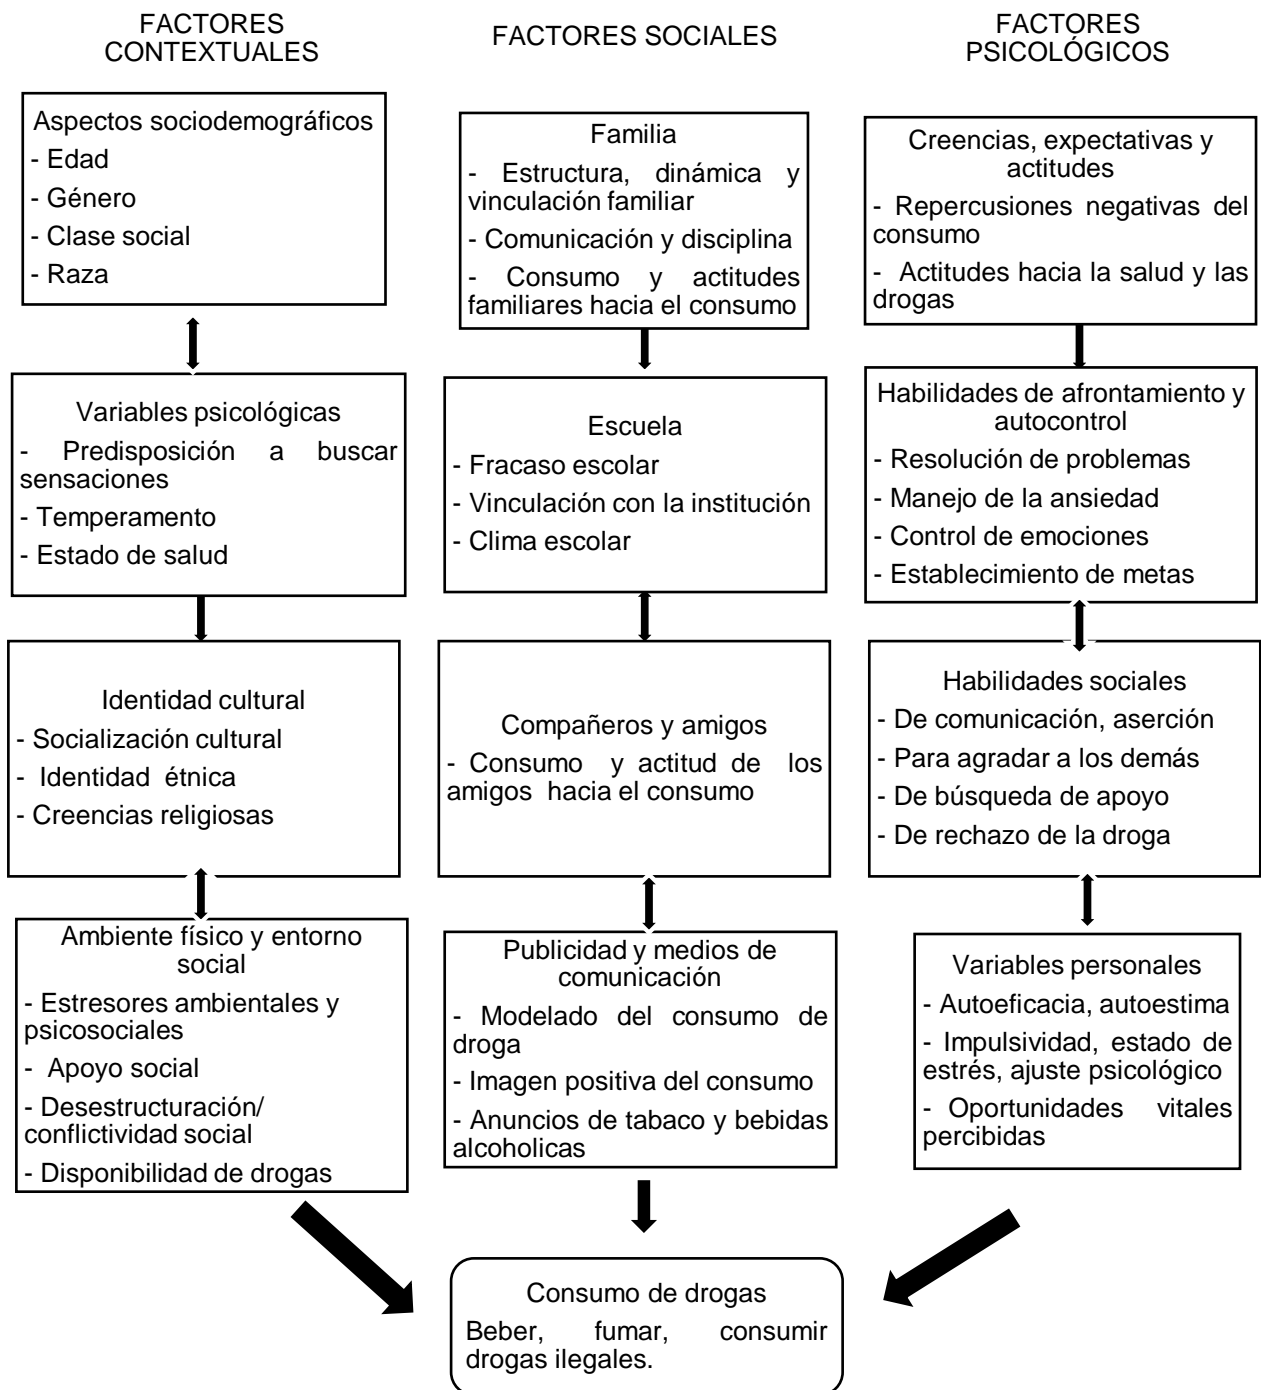 FACTORES
CONTEXTUALES
Aspectos sociodemográficos
- Edad
- Género
- Clase social
- Raza
Variables psicológicas
- Predisposición a buscar
sensaciones
- Temperamento
- Estado de salud
Identidad cultural
- Socialización cultural
- Identidad étnica
- Creencias religiosas
Ambiente físico y entorno
social
- Estresores ambientales y
psicosociales
- Apoyo social
- Desestructuración/
conflictividad social
- Disponibilidad de drogas
FACTORES SOCIALES
Familia
- Estructura, dinámica y
vinculación familiar
- Comunicación y disciplina
- Consumo y actitudes
familiares hacia el consumo
Escuela
- Fracaso escolar
- Vinculación con la institución
- Clima escolar
Compañeros y amigos
- Consumo y actitud de los
amigos hacia el consumo
Publicidad y medios de
comunicación
- Modelado del consumo de
droga
- Imagen positiva del consumo
- Anuncios de tabaco y bebidas
alcoholicas
FACTORES
PSICOLÓGICOS
Creencias, expectativas y
actitudes
- Repercusiones negativas del
consumo
- Actitudes hacia la salud y las
drogas
Habilidades de afrontamiento y
autocontrol
- Resolución de problemas
- Manejo de la ansiedad
- Control de emociones
- Establecimiento de metas
Habilidades sociales
- De comunicación, aserción
- Para agradar a los demás
- De búsqueda de apoyo
- De rechazo de la droga
Variables personales
- Autoeficacia, autoestima
- Impulsividad, estado de
estrés, ajuste psicológico
- Oportunidades vitales
percibidas
Consumo de drogas
Beber, fumar, consumir
drogas ilegales.